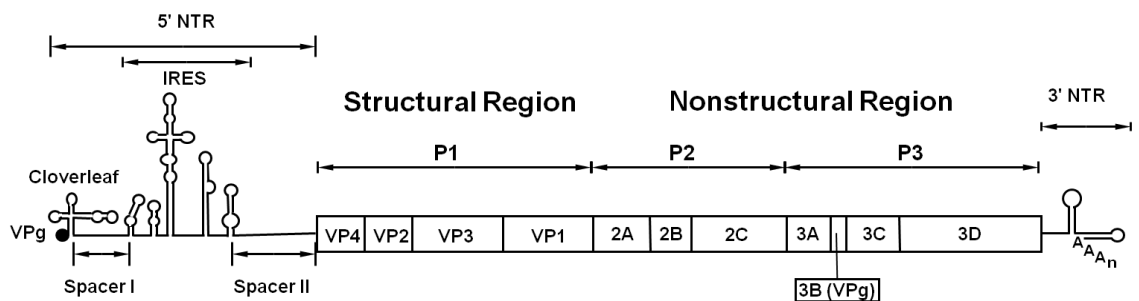 5' NTR
IRES
Structural Region
Nonstructural Region
3' NTR
P1
P2
P3
Cloverleaf
VPg
VP4
VP2
VP3
VP1
2A
2B
2C
3A
3C
3D
AAAn
Spacer I
Spacer II
3B (VPg)